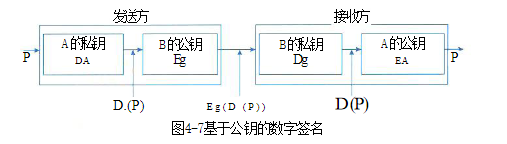 发送方 接收方
P A的私钥 B的公钥 B的私钥 A的公钥 P
DA Eg Dg EA
D.(P) Eg(D (P)) D(P)
图4-7基于公钥的数字签名